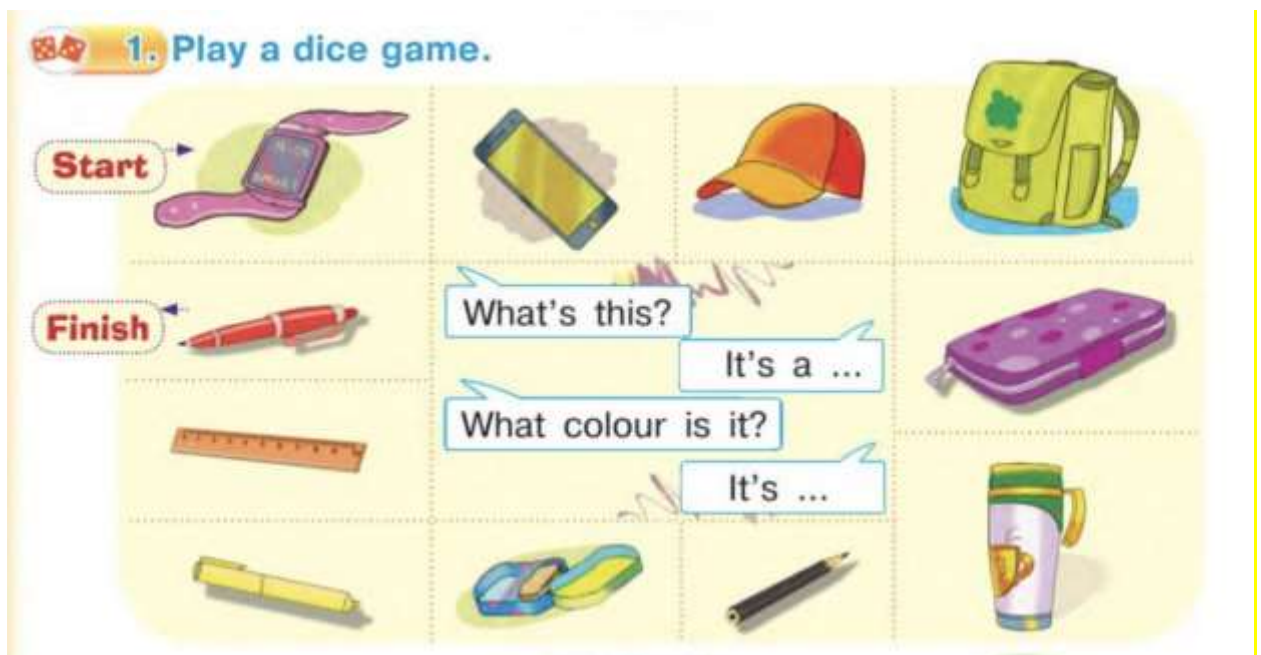 1. Play a dice game.
Start
Finish
What's this?
It's a ...
What colour is it?
It's ...